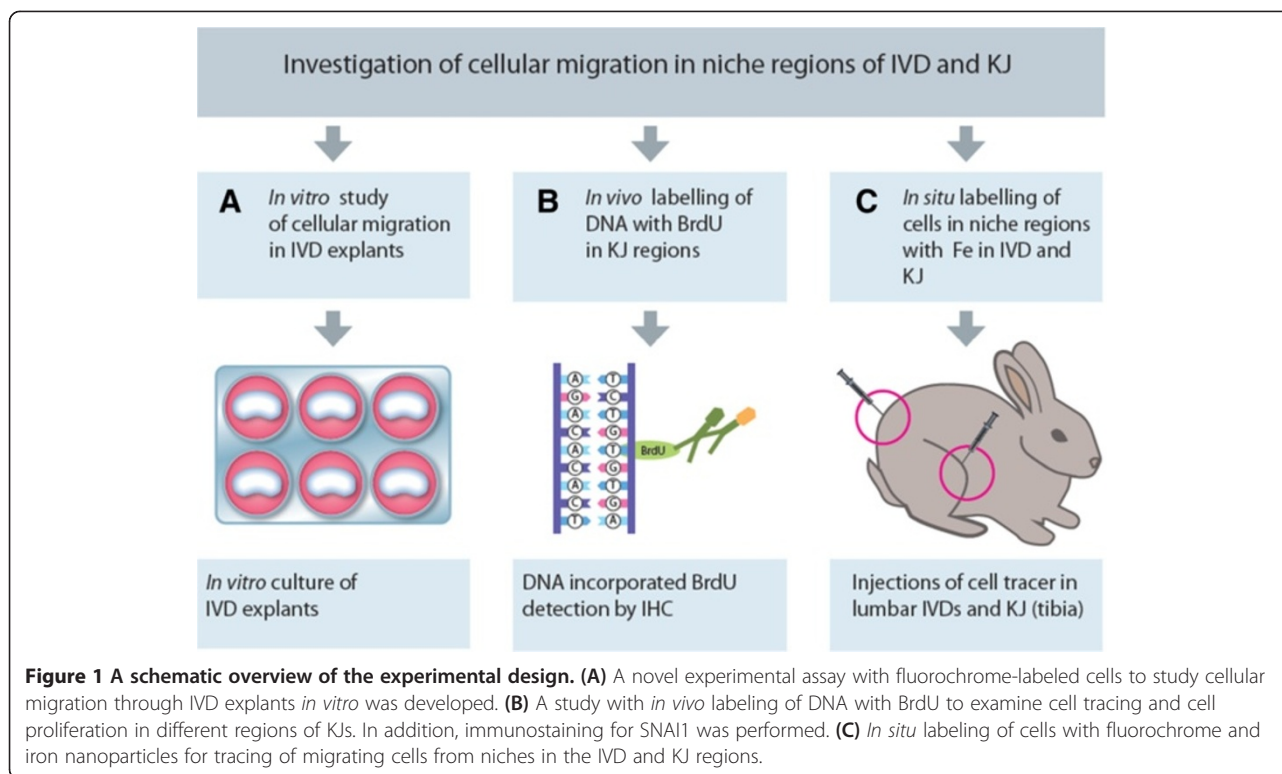 Investigation of cellular migration in niche regions of IVD and KJ
A In vitro study
of cellular migration
in IVD explants
B In vivo labelling of
DNA with BrdU
in KJ regions
C In situ labelling of
cells in niche regions
with Fe in IVD and
KJ
A T
G C
A T
C G
A T
C G
A T
C G
T A
BrdU
In vitro culture of
IVD explants
DNA incorporated BrdU
detection by IHC
Injections of cell tracer in
lumbar IVDs and KJ (tibia)
Figure 1 A schematic overview of the experimental design. (A) A novel experimental assay with fluorochrome-labeled cells to study cellular
migration through IVD explants in vitro was developed. (B) A study with in vivo labeling of DNA with BrdU to examine cell tracing and cell
proliferation in different regions of KJs. In addition, immunostaining for SNAI1 was performed. (C) In situ labeling of cells with fluorochrome and
iron nanoparticles for tracing of migrating cells from niches in the IVD and KJ regions.